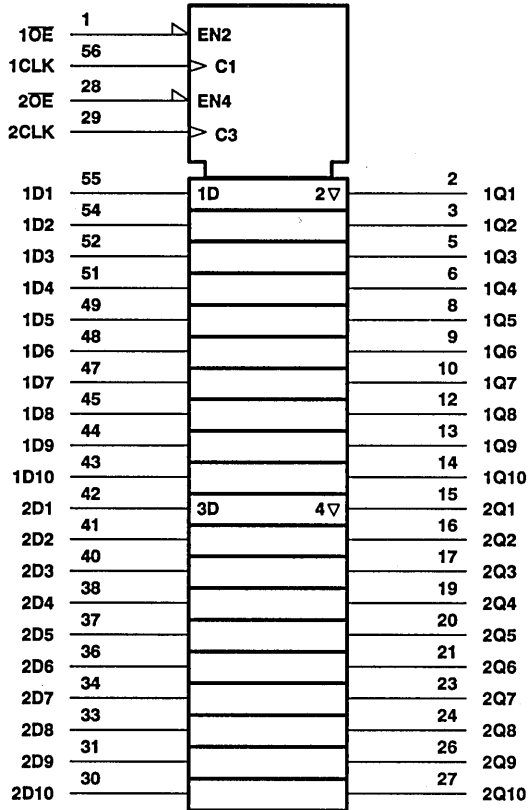 1O̅E̅ 1 EN2
1CLK 56 C1
2O̅E̅ 28 EN4
2CLK 29 C3
1D1 55 1D 2▽ 2 1Q1
1D2 54 3 1Q2
1D3 52 5 1Q3
1D4 51 6 1Q4
1D5 49 8 1Q5
1D6 48 9 1Q6
1D7 47 10 1Q7
1D8 45 12 1Q8
1D9 44 13 1Q9
1D10 43 14 1Q10
2D1 42 3D 4▽ 15 2Q1
2D2 41 16 2Q2
2D3 40 17 2Q3
2D4 38 19 2Q4
2D5 37 20 2Q5
2D6 36 21 2Q6
2D7 34 23 2Q7
2D8 33 24 2Q8
2D9 31 26 2Q9
2D10 30 27 2Q10